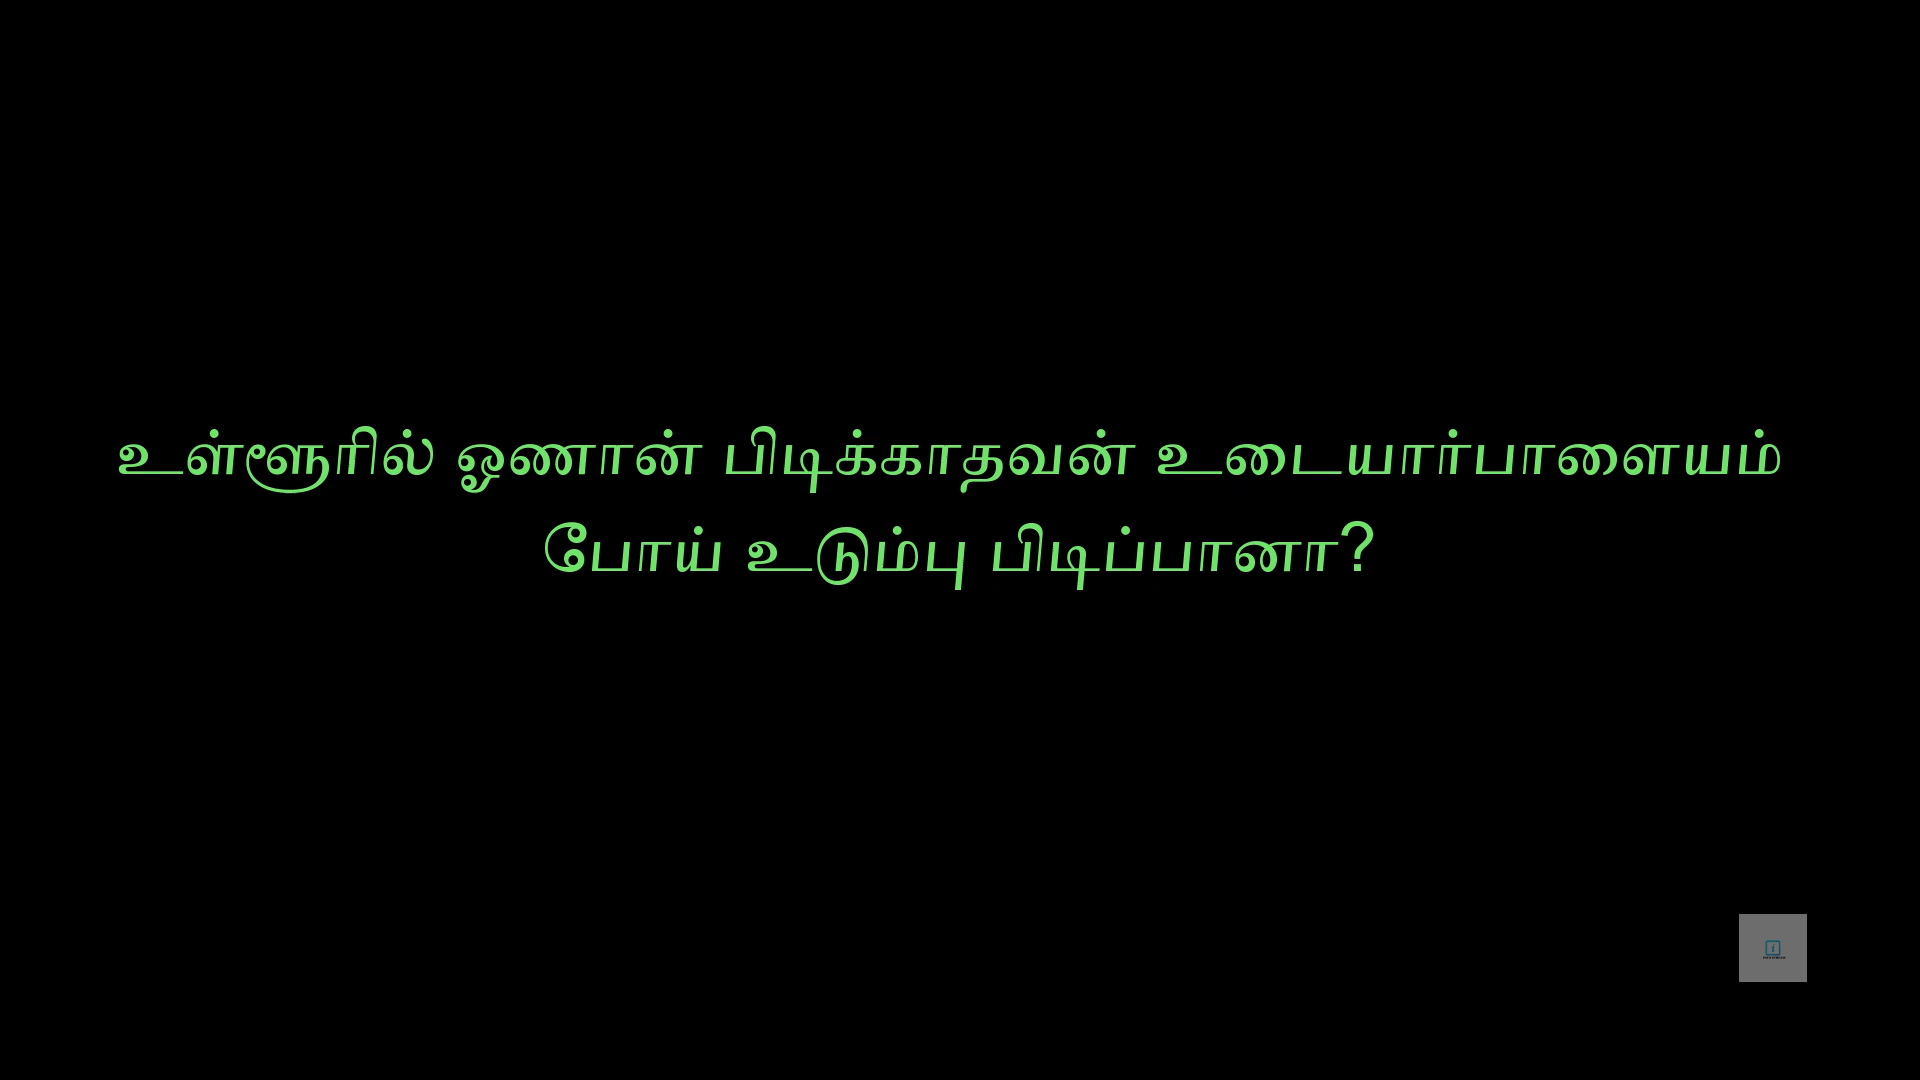 உள்ளூரில் ஓணான் பிடிக்காதவன் உடையார்பாளையம்
போய் உடும்பு பிடிப்பானா?